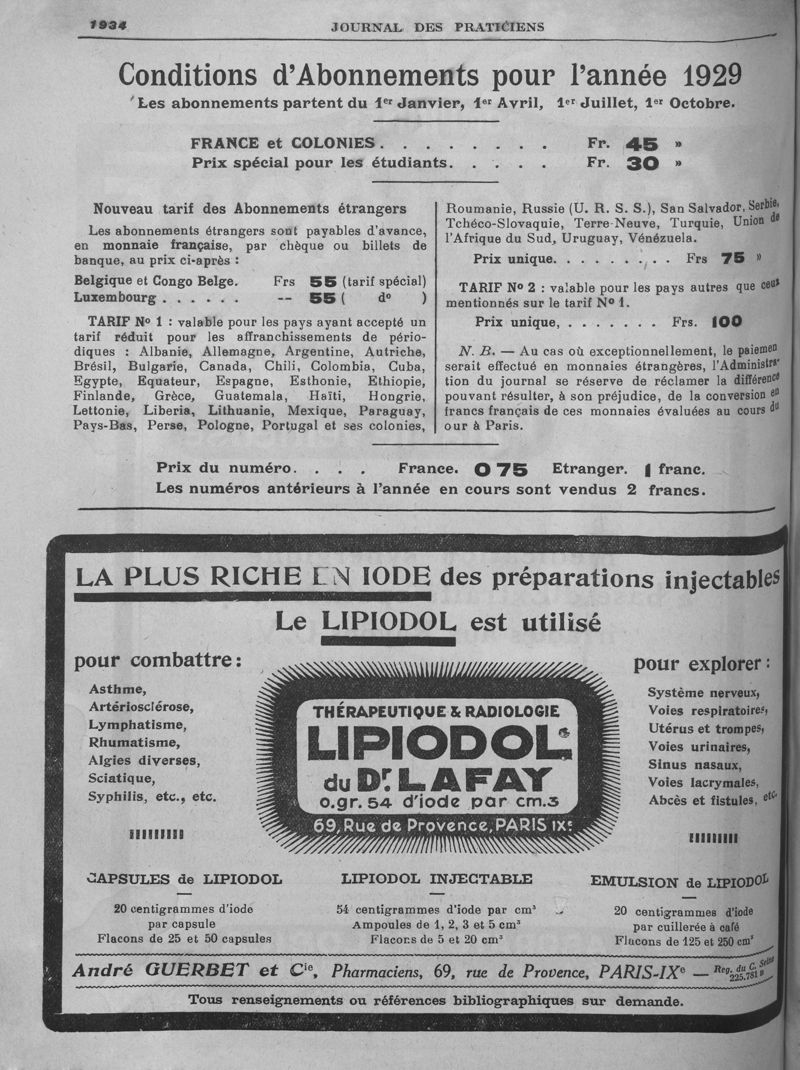 1934
JOURNAL DES PRATICIENS
Conditions d'Abonnements pour l'année 1929
Les abonnements partent du 1er Janvier, 1er Avril, 1er Juillet, 1er Octobre.
FRANCE et COLONIES. . . . . . . . Fr. 45 »
Prix spécial pour les étudiants. . . . . Fr. 30 »
Nouveau tarif des Abonnements étrangers
Les abonnements étrangers sont payables d'avance,
en monnaie française, par chèque ou billets de
banque, au prix ci-après :
Belgique et Congo Belge. Frs 55 (tarif spécial)
Luxembourg . . . . . . -- 55 ( do )
TARIF No 1 : valable pour les pays ayant accepté un
tarif réduit pour les affranchissements de pério-
diques : Albanie, Allemagne, Argentine, Autriche,
Brésil, Bulgarie, Canada, Chili, Colombia, Cuba,
Egypte, Equateur, Espagne, Esthonie, Ethiopie,
Finlande, Grèce, Guatemala, Haïti, Hongrie,
Lettonie, Liberia, Lithuanie, Mexique, Paraguay,
Pays-Bas, Perse, Pologne, Portugal et ses colonies,
Roumanie, Russie (U. R. S. S.), San Salvador, Serbie,
Tchéco-Slovaquie, Terre-Neuve, Turquie, Union de
l'Afrique du Sud, Uruguay, Vénézuela.
Prix unique. . . . . . . . . Frs 75 »
TARIF No 2 : valable pour les pays autres que ceux
mentionnés sur le tarif No 1.
Prix unique, . . . . . . . Frs. 100
N. B. — Au cas où exceptionnellement, le paiemen
serait effectué en monnaies étrangères, l'Administra-
tion du journal se réserve de réclamer la différence
pouvant résulter, à son préjudice, de la conversion en
francs français de ces monnaies évaluées au cours du
our à Paris.
Prix du numéro. . . . France. 0 75 Etranger. 1 franc.
Les numéros antérieurs à l'année en cours sont vendus 2 francs.
LA PLUS RICHE EN IODE des préparations injectables
Le LIPIODOL est utilisé
pour combattre :
Asthme,
Artériosclérose,
Lymphatisme,
Rhumatisme,
Algies diverses,
Sciatique,
Syphilis, etc., etc.
THÉRAPEUTIQUE & RADIOLOGIE
LIPIODOL
du Dr. LAFAY
0.gr. 54 d'iode par cm.3
69, Rue de Provence, PARIS IXe
pour explorer :
Système nerveux,
Voies respiratoires,
Utérus et trompes,
Voies urinaires,
Sinus nasaux,
Voies lacrymales,
Abcès et fistules, etc.
CAPSULES de LIPIODOL
20 centigrammes d'iode
par capsule
Flacons de 25 et 50 capsules
LIPIODOL INJECTABLE
54 centigrammes d'iode par cm³
Ampoules de 1, 2, 3 et 5 cm³
Flacons de 5 et 20 cm³
EMULSION de LIPIODOL
20 centigrammes d'iode
par cuillerée à café
Flacons de 125 et 250 cm³
André GUERBET et Cie, Pharmaciens, 69, rue de Provence, PARIS-IXe — Reg. du C. Seine
225.781 B
Tous renseignements ou références bibliographiques sur demande.